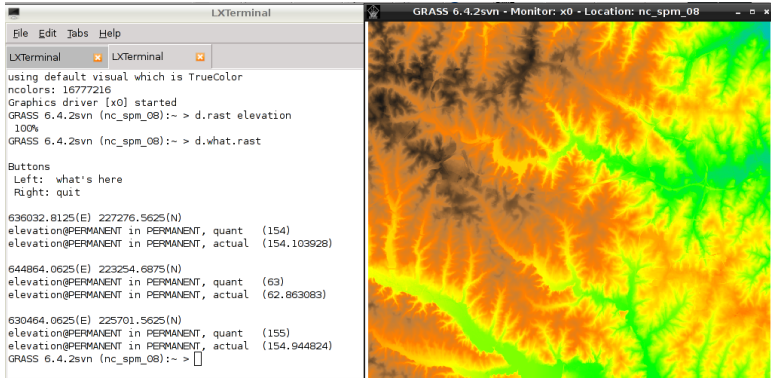 LXTerminal
File Edit Tabs Help
LXTerminal LXTerminal
using default visual which is TrueColor
ncolors: 16777216
Graphics driver [x0] started
GRASS 6.4.2svn (nc_spm_08):~ > d.rast elevation
100%
GRASS 6.4.2svn (nc_spm_08):~ > d.what.rast
Buttons
Left: what's here
Right: quit
636032.8125(E) 227276.5625(N)
elevation@PERMANENT in PERMANENT, quant (154)
elevation@PERMANENT in PERMANENT, actual (154.103928)
644864.0625(E) 223254.6875(N)
elevation@PERMANENT in PERMANENT, quant (63)
elevation@PERMANENT in PERMANENT, actual (62.863083)
630464.0625(E) 225701.5625(N)
elevation@PERMANENT in PERMANENT, quant (155)
elevation@PERMANENT in PERMANENT, actual (154.944824)
GRASS 6.4.2svn (nc_spm_08):~ >
GRASS 6.4.2svn - Monitor: x0 - Location: nc_spm_08